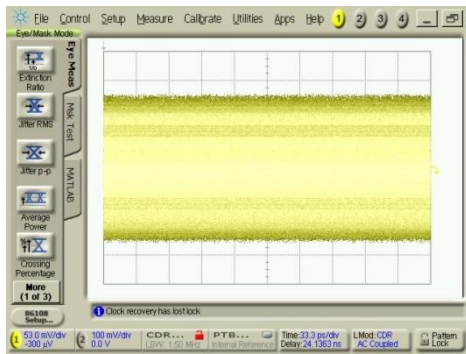 File Control Setup Measure Calibrate Utilities Apps Help 1 2 3 4
Eye/Mask Mode
Extinction
Ratio
Jitter RMS
Jitter p-p
Average
Power
Crossing
Percentage
More
(1 of 3)
86108
Setup...
Eye Meas
Mask Test
MATLAB
Clock recovery has lost lock
1 53.0 mV/div
-300 µV
2 100 mV/div
0.0 V
CDR...
LBW: 1.50 MHz
PTB...
Internal Reference
Time:33.3 ps/div
Delay:24.1363 ns
LMod: CDR
AC Coupled
Pattern
Lock